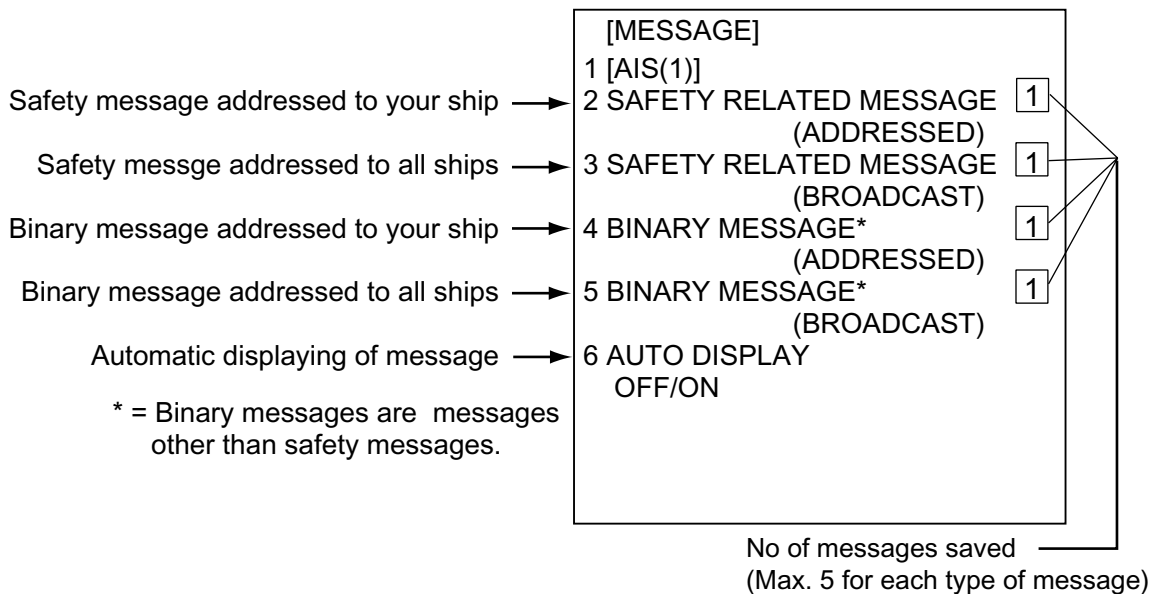 [MESSAGE]
1 [AIS(1)]
Safety message addressed to your ship
2 SAFETY RELATED MESSAGE 1
(ADDRESSED)
Safety messge addressed to all ships
3 SAFETY RELATED MESSAGE 1
(BROADCAST)
Binary message addressed to your ship
4 BINARY MESSAGE* 1
(ADDRESSED)
Binary message addressed to all ships
5 BINARY MESSAGE* 1
(BROADCAST)
Automatic displaying of message
6 AUTO DISPLAY
OFF/ON
* = Binary messages are messages
other than safety messages.
No of messages saved
(Max. 5 for each type of message)